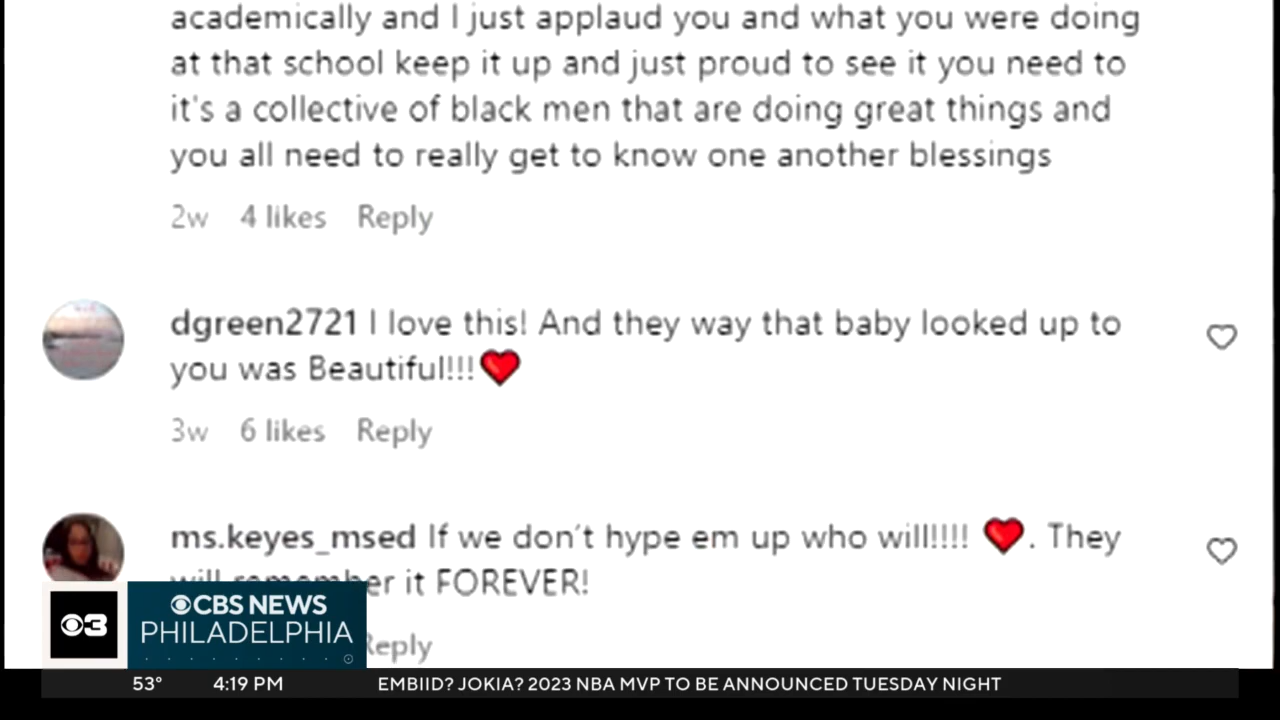 academically and I just applaud you and what you were doing
at that school keep it up and just proud to see it you need to
it's a collective of black men that are doing great things and
you all need to really get to know one another blessings
2w 4 likes Reply
dgreen2721 I love this! And they way that baby looked up to
you was Beautiful!!!❤️
3w 6 likes Reply
ms.keyes_msed If we don´t hype em up who will!!!! ❤️. They
will remember it FOREVER!
Reply
3
CBS NEWS
PHILADELPHIA
53° 4:19 PM EMBIID? JOKIA? 2023 NBA MVP TO BE ANNOUNCED TUESDAY NIGHT